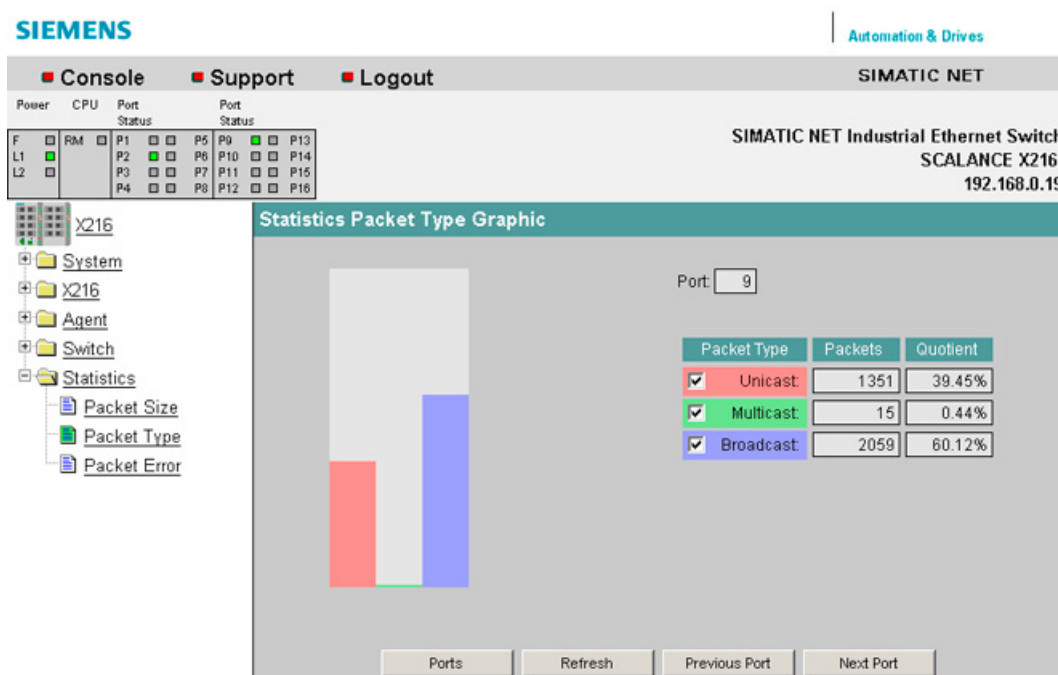 SIEMENS
Automation & Drives
Console Support Logout SIMATIC NET
Power CPU Port Status Port Status
F RM P1 P5 P9 P13
L1 P2 P6 P10 P14
L2 P3 P7 P11 P15
P4 P8 P12 P16
SIMATIC NET Industrial Ethernet Switch
SCALANCE X216
192.168.0.19
X216
System
X216
Agent
Switch
Statistics
Packet Size
Packet Type
Packet Error
Statistics Packet Type Graphic
Port: 9
Packet Type Packets Quotient
Unicast: 1351 39.45%
Multicast: 15 0.44%
Broadcast: 2059 60.12%
Ports Refresh Previous Port Next Port